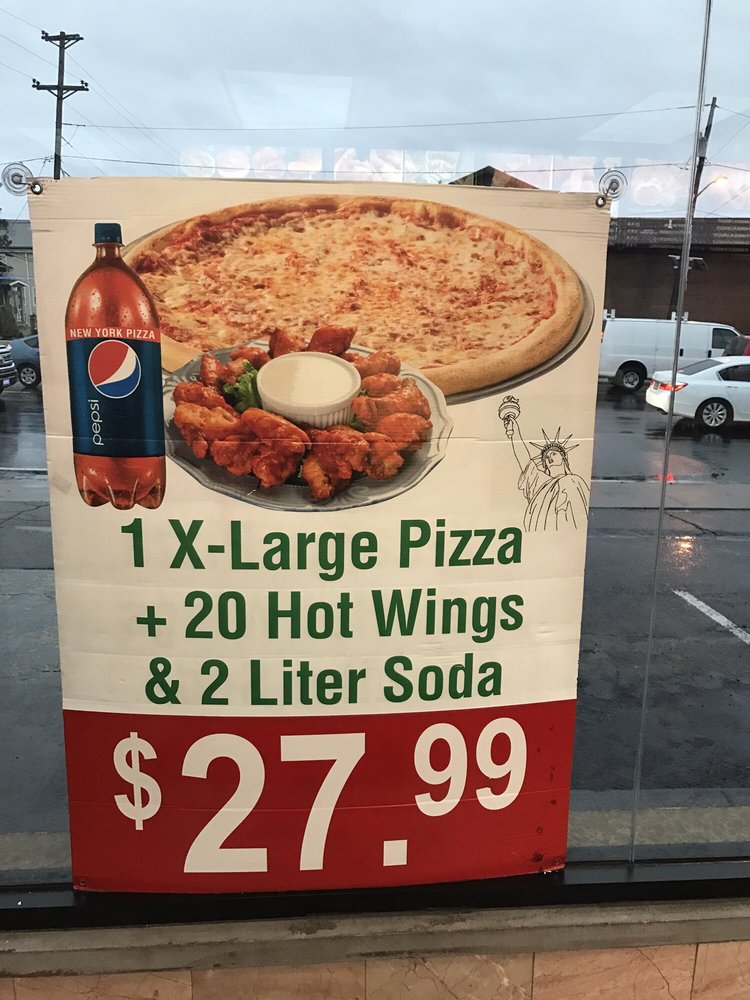 NEW YORK PIZZA
pepsi
1 X-Large Pizza
+ 20 Hot Wings
& 2 Liter Soda
$27.99